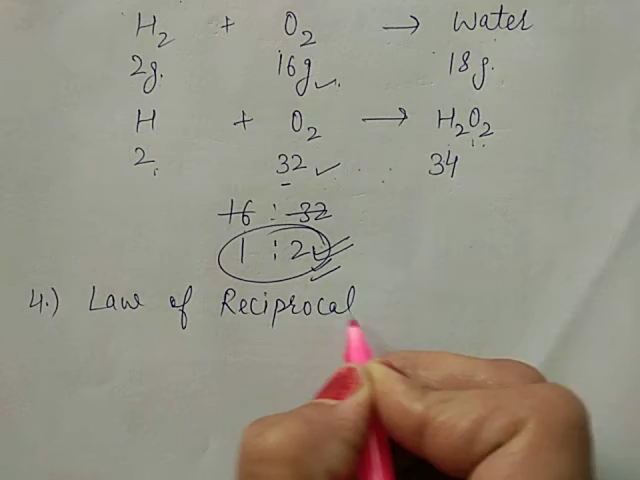 H2 + O2 → Water
2g. 16g 18g.
H + O2 → H2O2
2 32 34
16 : 32
1 : 2
4.) Law of Reciprocal